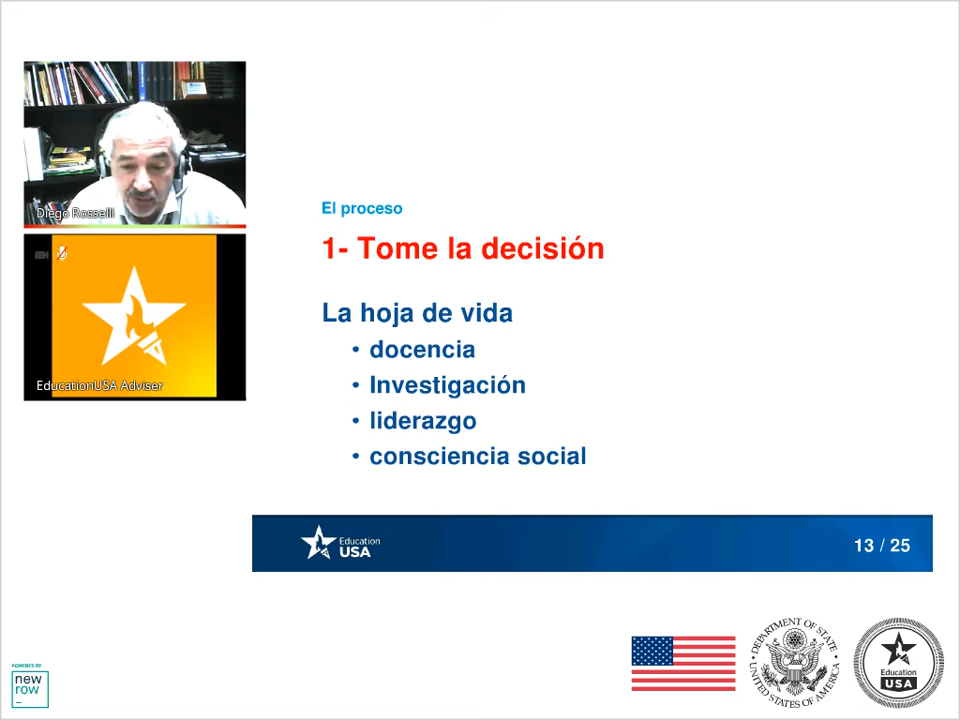 Diego Rosselli
EducationUSA Adviser
El proceso
1- Tome la decisión
La hoja de vida
• docencia
• Investigación
• liderazgo
• consciencia social
Education
USA
13 / 25
POWERED BY
new
row
DEPARTMENT OF STATE
UNITED STATES OF AMERICA
Education
USA